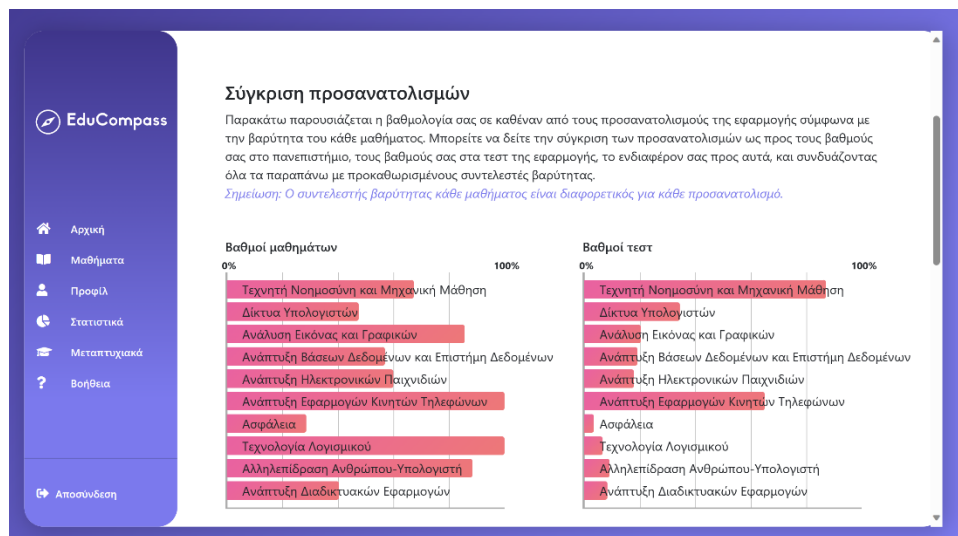 EduCompass
Αρχική
Μαθήματα
Προφίλ
Στατιστικά
Μεταπτυχιακά
Βοήθεια
Αποσύνδεση
Σύγκριση προσανατολισμών
Παρακάτω παρουσιάζεται η βαθμολογία σας σε καθέναν από τους προσανατολισμούς της εφαρμογής σύμφωνα με
την βαρύτητα του κάθε μαθήματος. Μπορείτε να δείτε την σύγκριση των προσανατολισμών ως προς τους βαθμούς
σας στο πανεπιστήμιο, τους βαθμούς σας στα τεστ της εφαρμογής, το ενδιαφέρον σας προς αυτά, και συνδυάζοντας
όλα τα παραπάνω με προκαθωρισμένους συντελεστές βαρύτητας.
Σημείωση: Ο συντελεστής βαρύτητας κάθε μαθήματος είναι διαφορετικός για κάθε προσανατολισμό.
Βαθμοί μαθημάτων
0% 100%
Τεχνητή Νοημοσύνη και Μηχανική Μάθηση
Δίκτυα Υπολογιστών
Ανάλυση Εικόνας και Γραφικών
Ανάπτυξη Βάσεων Δεδομένων και Επιστήμη Δεδομένων
Ανάπτυξη Ηλεκτρονικών Παιχνιδιών
Ανάπτυξη Εφαρμογών Κινητών Τηλεφώνων
Ασφάλεια
Τεχνολογία Λογισμικού
Αλληλεπίδραση Ανθρώπου-Υπολογιστή
Ανάπτυξη Διαδικτυακών Εφαρμογών
Βαθμοί τεστ
0% 100%
Τεχνητή Νοημοσύνη και Μηχανική Μάθηση
Δίκτυα Υπολογιστών
Ανάλυση Εικόνας και Γραφικών
Ανάπτυξη Βάσεων Δεδομένων και Επιστήμη Δεδομένων
Ανάπτυξη Ηλεκτρονικών Παιχνιδιών
Ανάπτυξη Εφαρμογών Κινητών Τηλεφώνων
Ασφάλεια
Τεχνολογία Λογισμικού
Αλληλεπίδραση Ανθρώπου-Υπολογιστή
Ανάπτυξη Διαδικτυακών Εφαρμογών